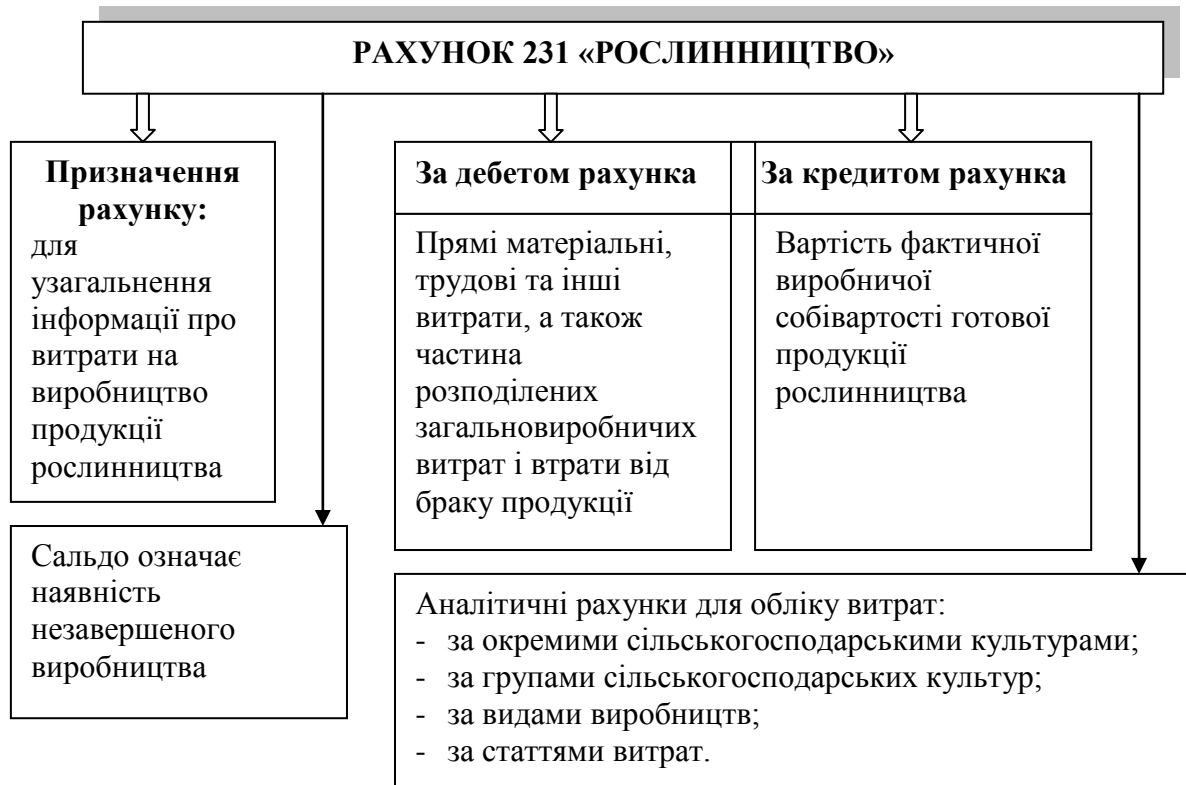 РАХУНОК 231 «РОСЛИННИЦТВО»
Призначення
рахунку:
для
узагальнення
інформації про
витрати на
виробництво
продукції
рослинництва
Сальдо означає
наявність
незавершеного
виробництва
За дебетом рахунка
Прямі матеріальні,
трудові та інші
витрати, а також
частина
розподілених
загальновиробничих
витрат і втрати від
браку продукції
За кредитом рахунка
Вартість фактичної
виробничої
собівартості готової
продукції
рослинництва
Аналітичні рахунки для обліку витрат:
- за окремими сільськогосподарськими культурами;
- за групами сільськогосподарських культур;
- за видами виробництв;
- за статтями витрат.